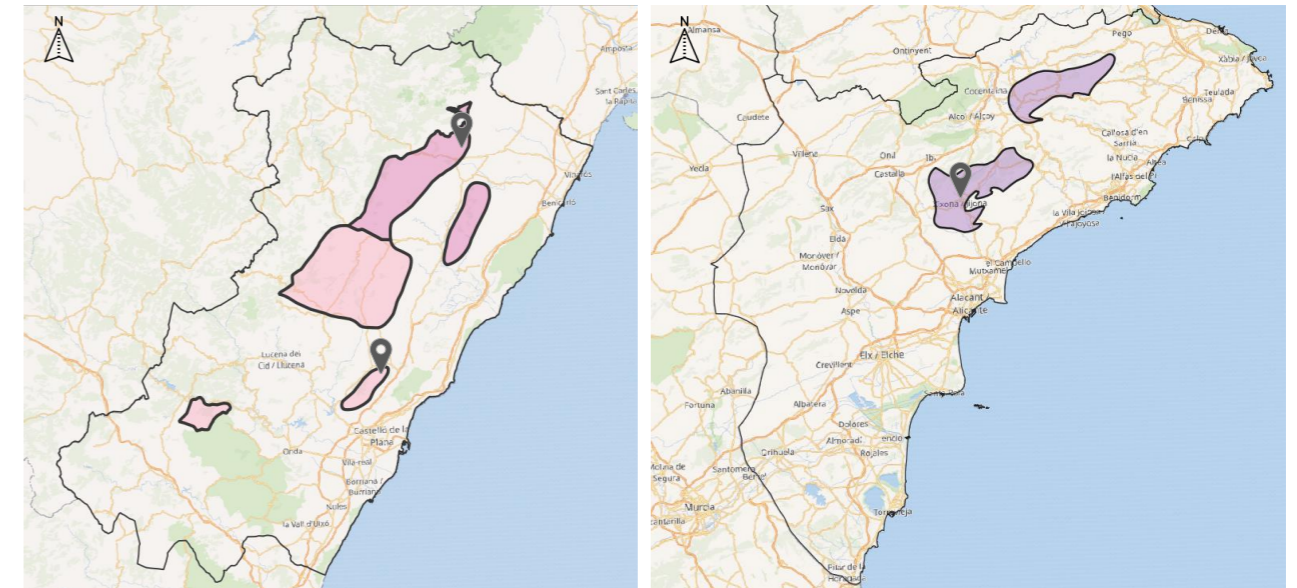 N
Amposta
Sant Carles
la Ràpita
Vinaròs
Benicarló
Lucena del
Cid / Llucena
Castelló de la
Plana
Onda
Vila-real
Borriana /
Burriana
Nules
la Vall d'Uixó
N
Almansa
Pego
Dénia
Ontinyent
Xàbia / Jávea
Cocentaina
Teulada
Benissa
Caudete
Alcoi / Alcoy
Callosa d'en
Sarrià
Calp
Villena
Onil
Ibi
la Nucia
Altea
Yecla
Castalla
l'Alfàs del Pi
Benidorm
Xixona / Jijona
Sax
la Vila Joiosa /
Villajoyosa
Elda
Monòver /
Monóvar
el Campello
Mutxamel
Novelda
Alacant /
Alicante
Aspe
Elx / Elche
Crevillent
Abanilla
Santa Pola
Fortuna
Albatera
Dolores
Almoradí
Rojales
Orihuela
Molina de
Segura
Santomera
Murcia
Alcantarilla
Torrevieja
Pilar de la
Horadada